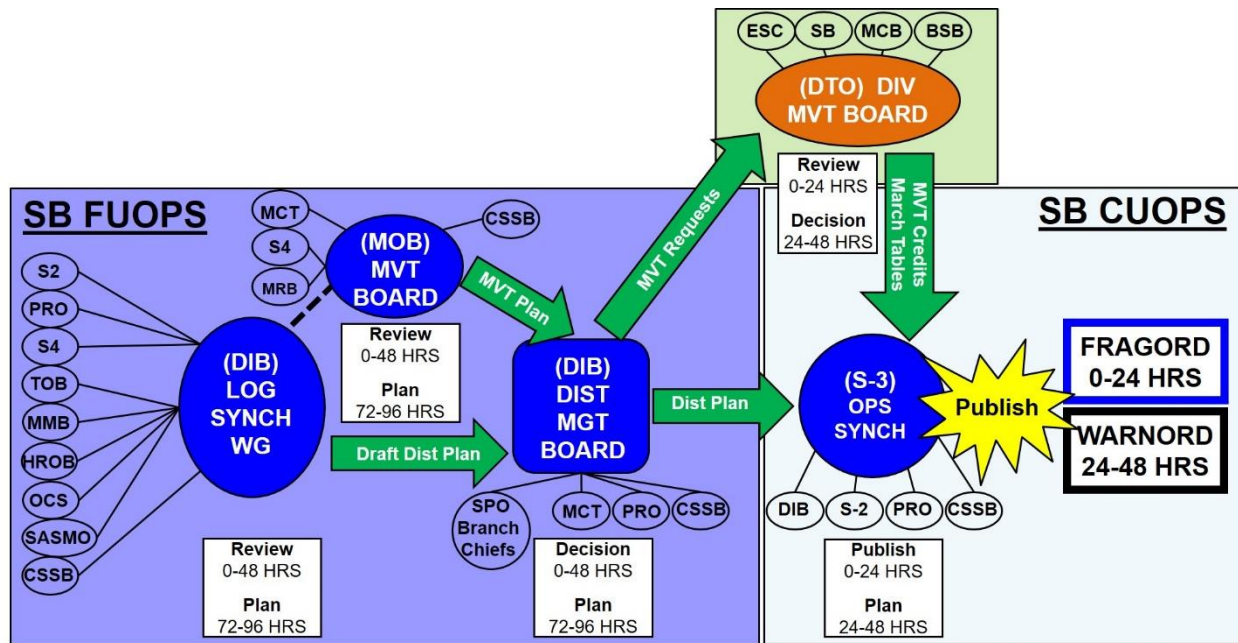 ESC
SB
MCB
BSB
(DTO) DIV
MVT BOARD
Review
0-24 HRS
Decision
24-48 HRS
MVT Credits
March Tables
MVT Requests
SB FUOPS
MCT
S4
MRB
CSSB
(MOB)
MVT
BOARD
Review
0-48 HRS
Plan
72-96 HRS
MVT Plan
S2
PRO
S4
TOB
MMB
HROB
OCS
SASMO
CSSB
(DIB)
LOG
SYNCH
WG
Review
0-48 HRS
Plan
72-96 HRS
Draft Dist Plan
(DIB)
DIST
MGT
BOARD
SPO
Branch
Chiefs
MCT
PRO
CSSB
Decision
0-48 HRS
Plan
72-96 HRS
Dist Plan
SB CUOPS
(S-3)
OPS
SYNCH
DIB
S-2
PRO
CSSB
Publish
0-24 HRS
Plan
24-48 HRS
Publish
FRAGORD
0-24 HRS
WARNORD
24-48 HRS